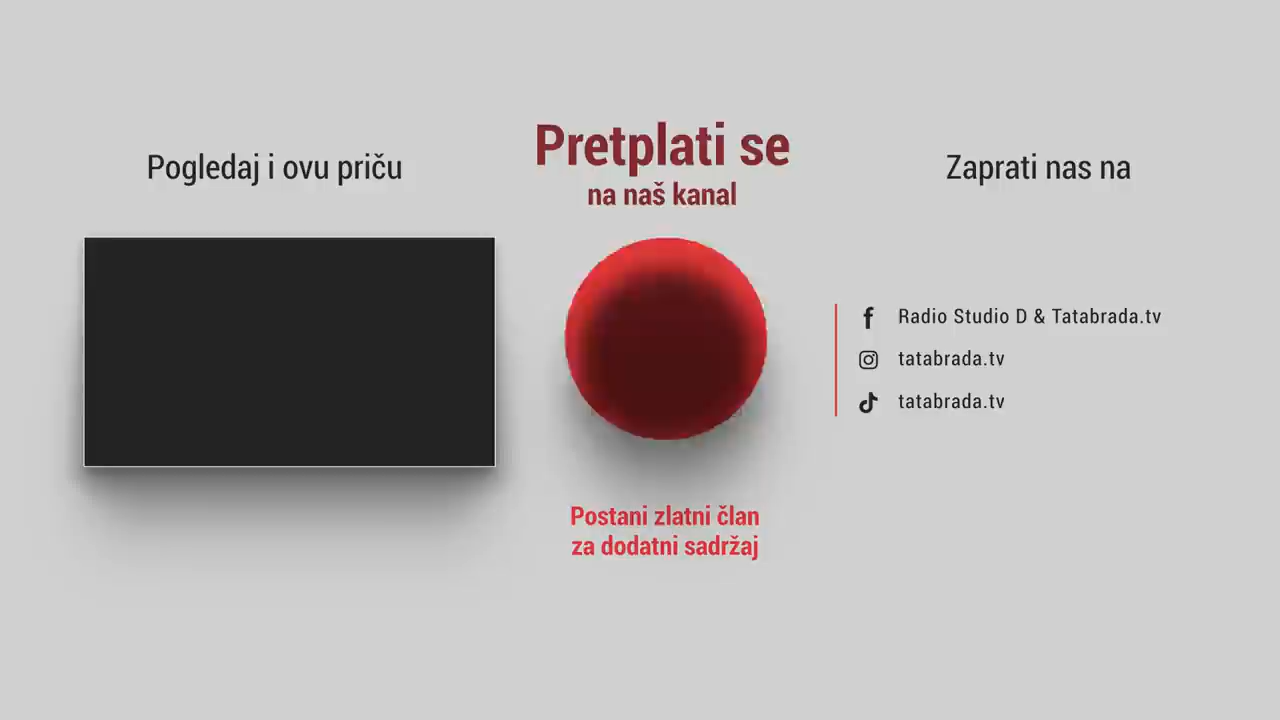 Pogledaj i ovu priču
Pretplati se
na naš kanal
Postani zlatni član
za dodatni sadržaj
Zaprati nas na
Radio Studio D & Tatabrada.tv
tatabrada.tv
tatabrada.tv